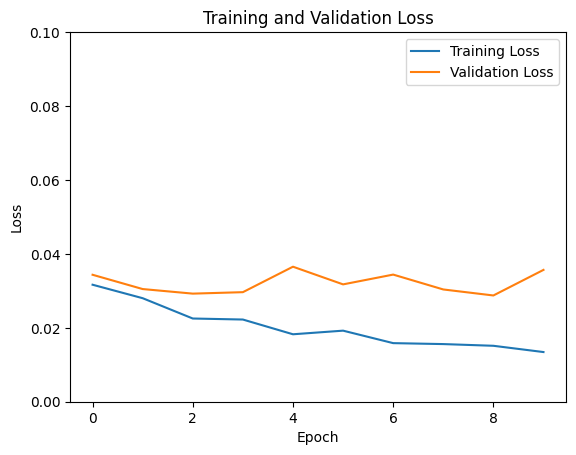 Training and Validation Loss
0.10
0.08
0.06
0.04
0.02
0.00
Loss
Training Loss
Validation Loss
0
2
4
6
8
Epoch